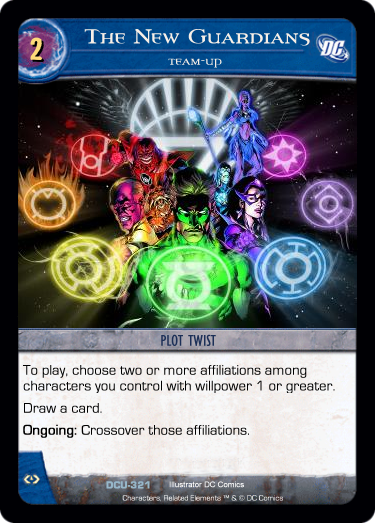 2
The New Guardians
DC
TEAM-UP
PLOT TWIST
To play, choose two or more affiliations among
characters you control with willpower 1 or greater.
Draw a card.
Ongoing: Crossover those affiliations.
DCU-321 Illustrator DC Comics
Characters, Related Elements ™ & © DC Comics